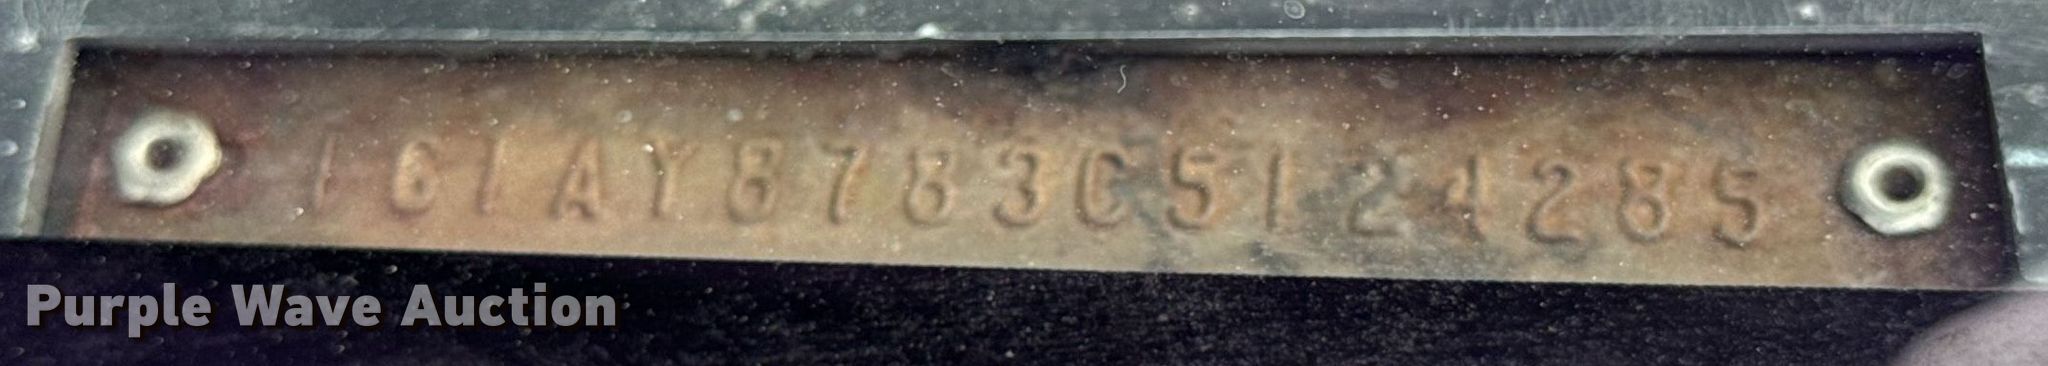 1G1AY8783C5124285
Purple Wave Auction